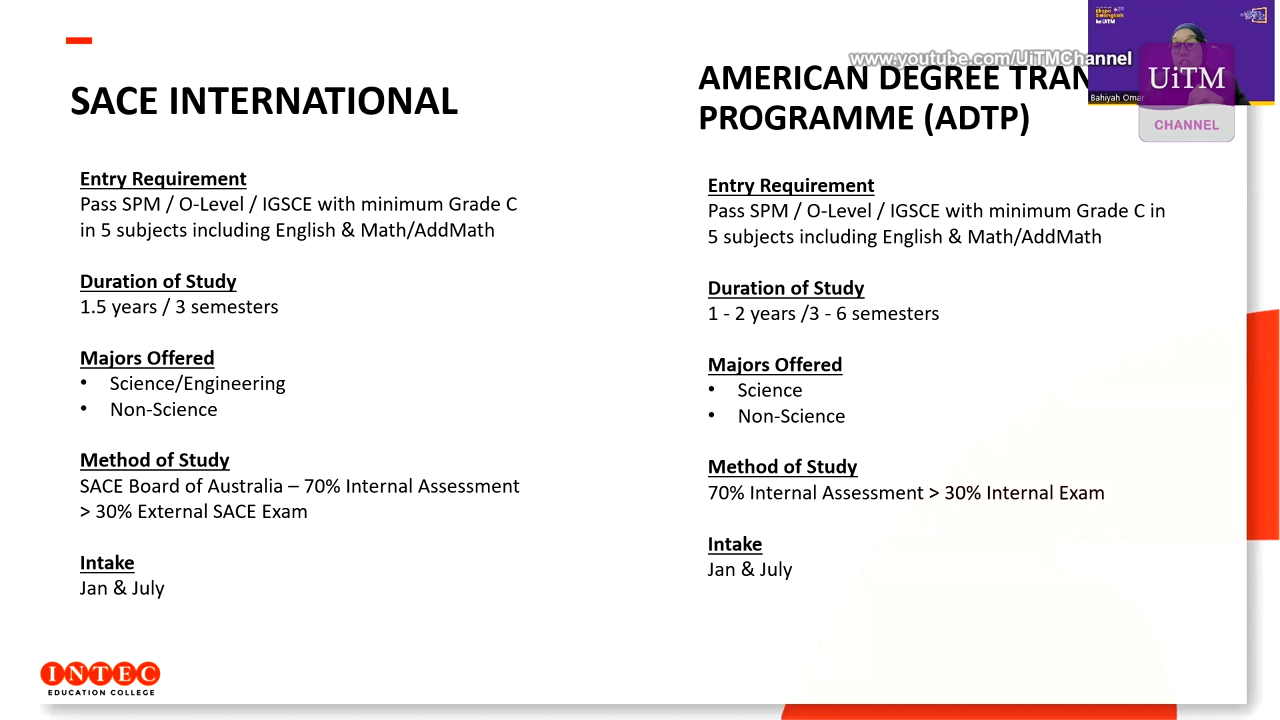 SACE INTERNATIONAL
Entry Requirement
Pass SPM / O-Level / IGSCE with minimum Grade C
in 5 subjects including English & Math/AddMath
Duration of Study
1.5 years / 3 semesters
Majors Offered
• Science/Engineering
• Non-Science
Method of Study
SACE Board of Australia – 70% Internal Assessment
> 30% External SACE Exam
Intake
Jan & July
INTEC
EDUCATION COLLEGE
www.youtube.com/UiTMChannel
AMERICAN DEGREE TRAN
PROGRAMME (ADTP)
Entry Requirement
Pass SPM / O-Level / IGSCE with minimum Grade C in
5 subjects including English & Math/AddMath
Duration of Study
1 - 2 years /3 - 6 semesters
Majors Offered
• Science
• Non-Science
Method of Study
70% Internal Assessment > 30% Internal Exam
Intake
Jan & July
Bahiyah Omar
UiTM
CHANNEL